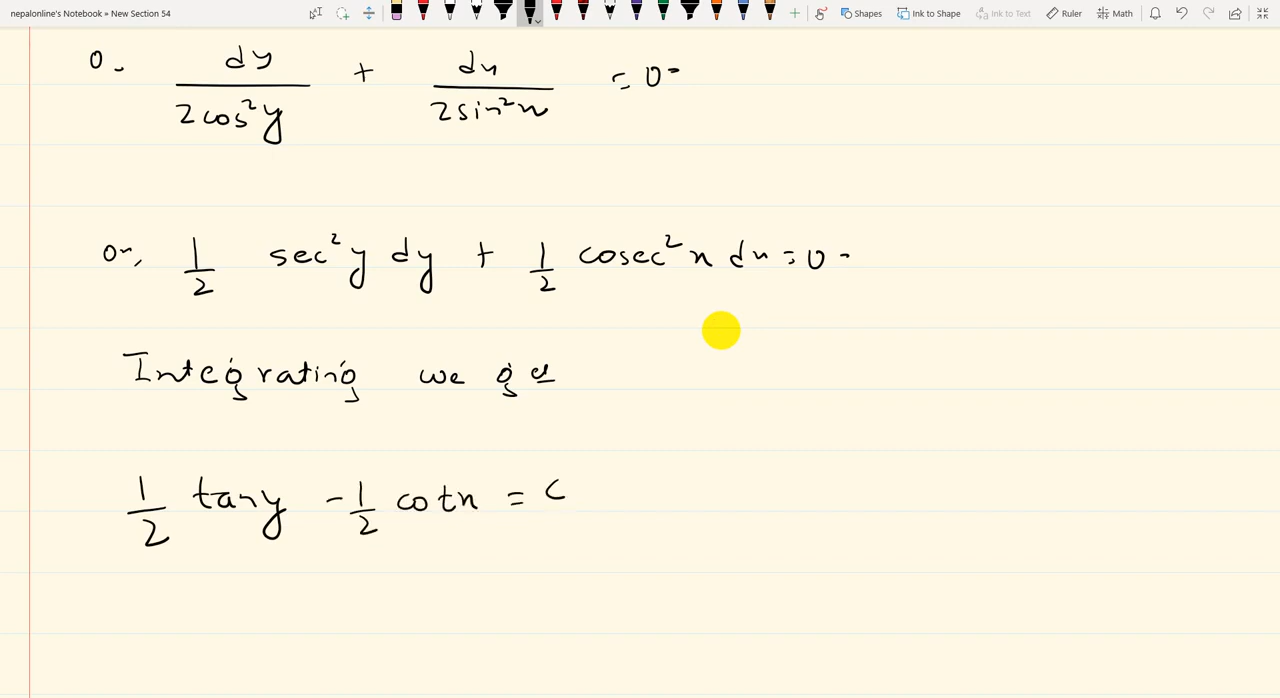 nepalonline's Notebook » New Section 54
Shapes Ink to Shape Ink to Text Ruler Math
or dy/2cos²y + dx/2sin²x = 0.
or, 1/2 sec²y dy + 1/2 cosec²x dx = 0.
Integrating we get
1/2 tany - 1/2 cotx = c